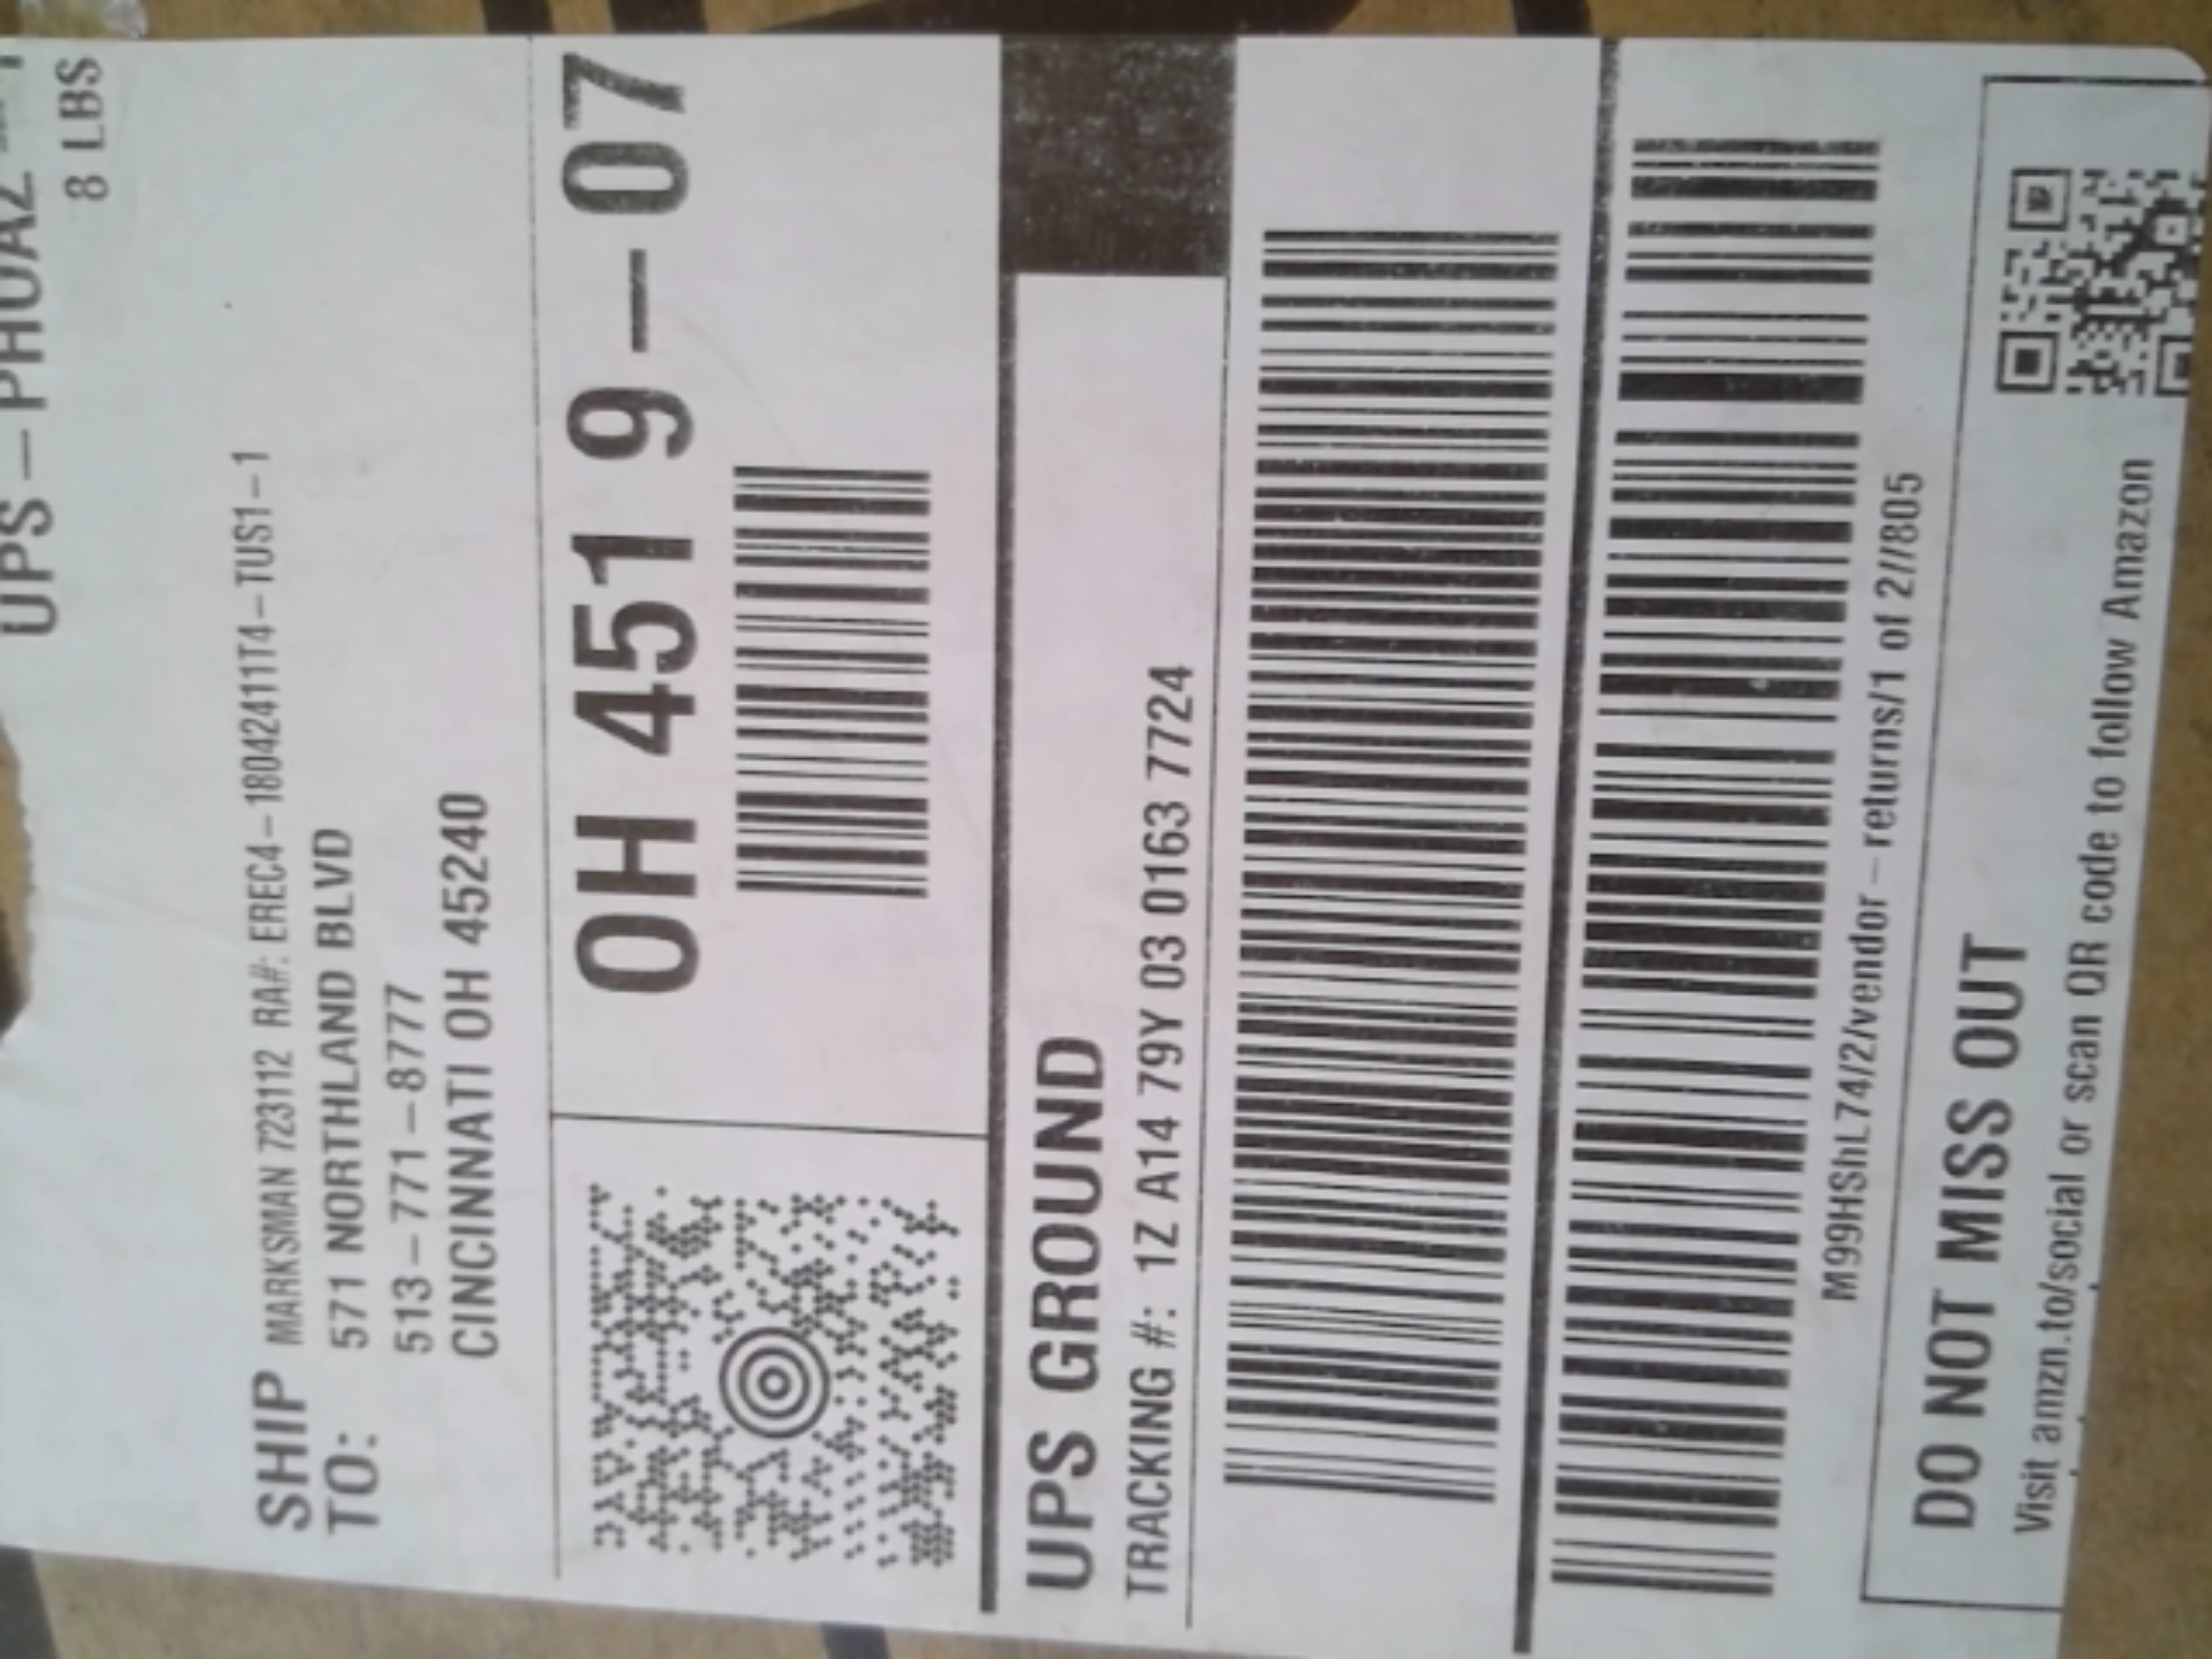 UPS-PHOAZ
8 LBS
SHIP TO:
MARKSMAN 723112 RA#: EREC4-18042411T4-TUS1-1
571 NORTHLAND BLVD
513-771-8777
CINCINNATI OH 45240
OH 451 9-07
UPS GROUND
TRACKING #: 1Z A14 79Y 03 0163 7724
M99HShL74/2/vendor-returns/1 of 2//805
DO NOT MISS OUT
Visit amzn.to/social or scan QR code to follow Amazon